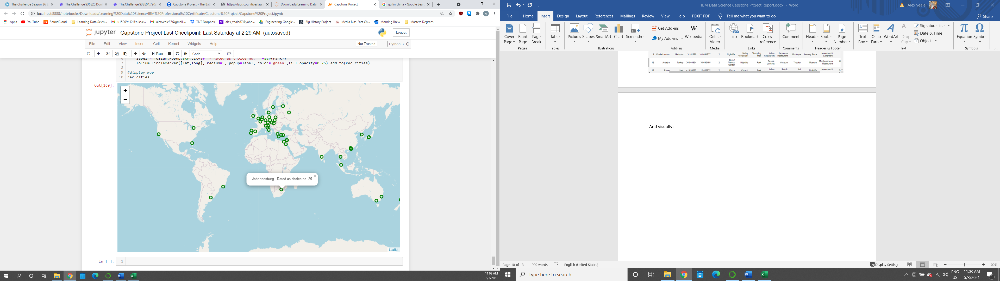 The Challenge Season 36 E
The.Challenge.S36E20.Dou
The.Challenge.S33E04.720p
Capstone Project - The Bat
https://labs.cognitiveclass.a
Downloads/Learning Data
Capstone Project
guilin china - Google Sear
localhost:8888/notebooks/Downloads/Learning%20Data%20Science/IBM%20Professional%20Certificate/Capstone%20Project/Capstone%20Project.ipynb
Apps YouTube SoundCloud Learning Data Scien... u15009442@tuks.c... alexveale87@gmail.... TNT Dropbox alex_veale87@yaho... Engineering Google... Big History Project Media Bias-Fact Ch... Morning Brew Masters Degrees
jupyter Capstone Project Last Checkpoint: Last Saturday at 2:29 AM (autosaved) Logout
File Edit View Insert Cell Kernel Widgets Help Not Trusted Python 3
Run Code
7 folium.CircleMarker([lat,long], radius=5, popup=label, color='green',fill_opacity=0.75).add_to(rec_cities)
8
9 #display map
10 rec_cities
Out[169]:
+
−
Johannesburg - Rated as choice no. 25 ×
Leaflet
In [ ]: 1
11:03 AM
5/3/2021
IBM Data Science Capstone Project Report.docx - Word
Alex Veale
File Home Insert Design Layout References Mailings Review View Help FOXIT PDF Tell me what you want to do Share
Cover Page
Blank Page
Page Break
Pages
Table
Tables
Pictures Shapes SmartArt Chart Screenshot
Illustrations
Get Add-ins
My Add-ins
Wikipedia
Add-ins
Online Video
Media
Link Bookmark Cross-reference
Links
Comment
Comments
Header Footer Page Number
Header & Footer
Text Box
Quick Parts
WordArt
Drop Cap
Signature Line
Date & Time
Object
Text
Equation Symbol
Symbols
9 Kuala Lumpur Malaysia 3.151696 101.694237 2 Nightlife Malay Restaurant Shopping Mall Italian Restaurant Japanese Restaurant Boutique Jewelry Store Monument / Landmark
12 Antalya Turkey 36.900964 30.695485 2 Gym / Fitness Center Nightlife Park Scenic Lookout Museum Theater Mosque Mediterranean Restaurant
16 Rome Italy 41.893320 12.482932 2 Plaza Church Park Italian Historic Art Nightlife Monument /
And visually:
Page 10 of 13 1900 words English (United States) Display Settings 100%
Type here to search
ENG
US
11:03 AM
5/3/2021